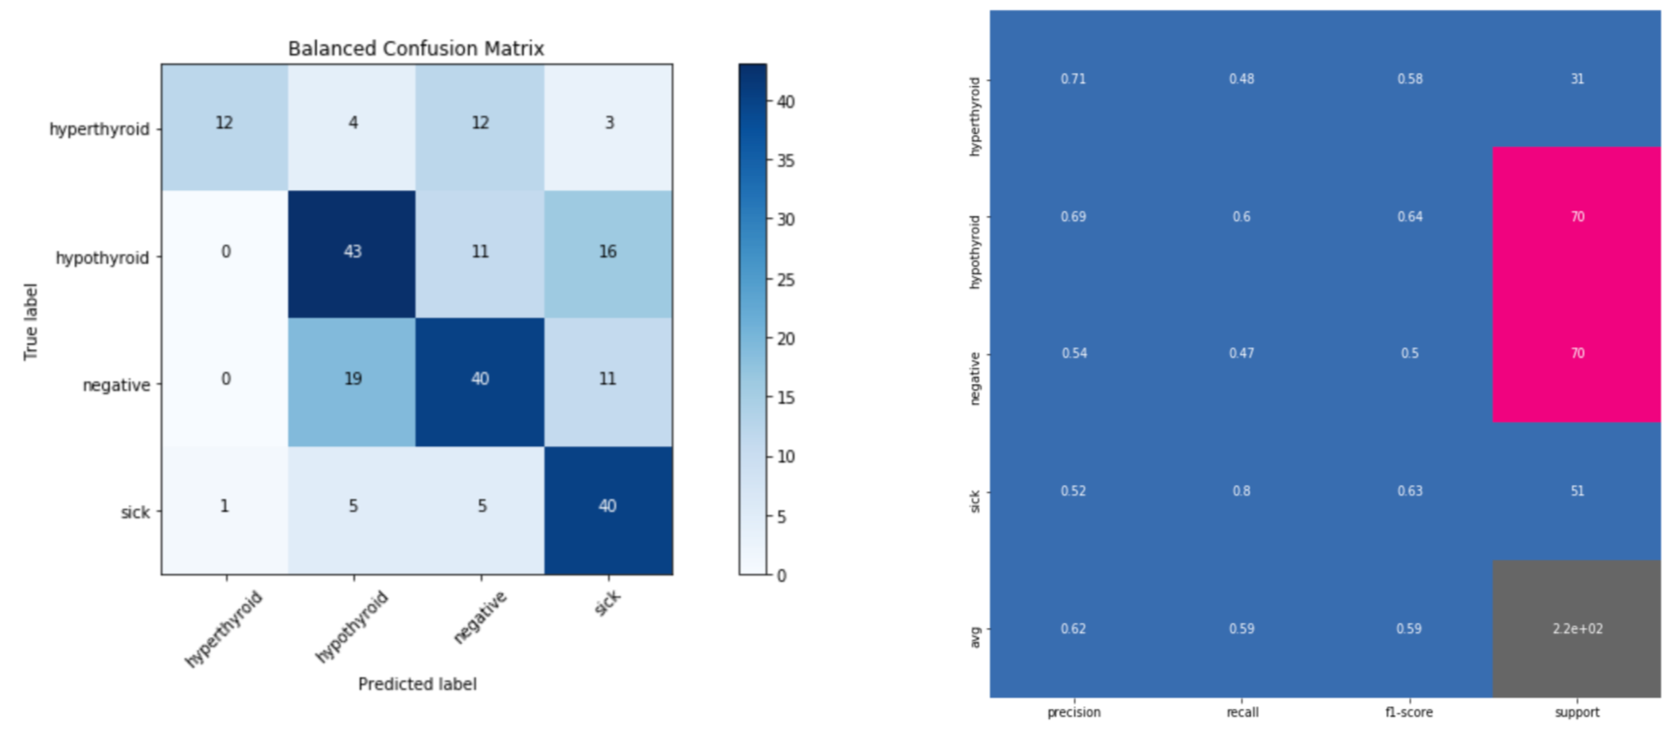 Balanced Confusion Matrix
True label
hyperthyroid 12 4 12 3
hypothyroid 0 43 11 16
negative 0 19 40 11
sick 1 5 5 40
hyperthyroid hypothyroid negative sick
Predicted label
40
35
30
25
20
15
10
5
0
hyperthyroid 0.71 0.48 0.58 31
hypothyroid 0.69 0.6 0.64 70
negative 0.54 0.47 0.5 70
sick 0.52 0.8 0.63 51
avg 0.62 0.59 0.59 2.2e+02
precision recall f1-score support